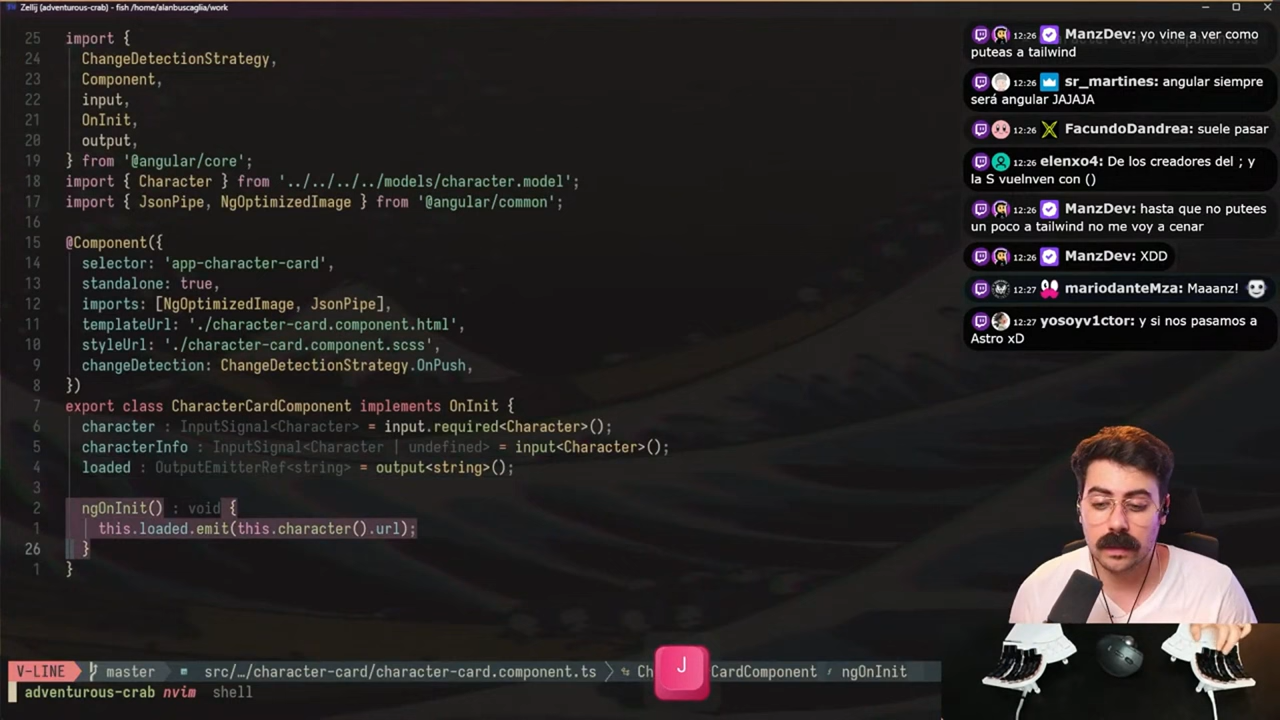 Zellij (adventurous-crab) - fish /home/alanbuscaglia/work
25 import {
24 ChangeDetectionStrategy,
23 Component,
22 input,
21 OnInit,
20 output,
19 } from '@angular/core';
18 import { Character } from '../../../../models/character.model';
17 import { JsonPipe, NgOptimizedImage } from '@angular/common';
16
15 @Component({
14 selector: 'app-character-card',
13 standalone: true,
12 imports: [NgOptimizedImage, JsonPipe],
11 templateUrl: './character-card.component.html',
10 styleUrl: './character-card.component.scss',
9 changeDetection: ChangeDetectionStrategy.OnPush,
8 })
7 export class CharacterCardComponent implements OnInit {
6 character : InputSignal<Character> = input.required<Character>();
5 characterInfo : InputSignal<Character | undefined> = input<Character>();
4 loaded : OutputEmitterRef<string> = output<string>();
3
2 ngOnInit() : void {
1 this.loaded.emit(this.character().url);
26 }
1 }
12:26 ManzDev: yo vine a ver como
puteas a tailwind
12:26 sr_martines: angular siempre
será angular JAJAJA
12:26 FacundoDandrea: suele pasar
12:26 elenxo4: De los creadores del ; y
la S vuelnven con ()
12:26 ManzDev: hasta que no putees
un poco a tailwind no me voy a cenar
12:26 ManzDev: XDD
12:27 mariodanteMza: Maaanz!
12:27 yosoyv1ctor: y si nos pasamos a
Astro xD
V-LINE master src/…/character-card/character-card.component.ts Ch J CardComponent ngOnInit
adventurous-crab nvim shell